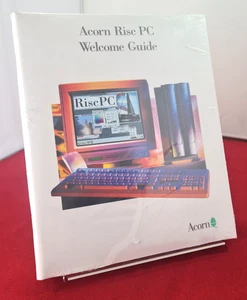 Acorn Risc PC
Welcome Guide
RiscPC
Acorn